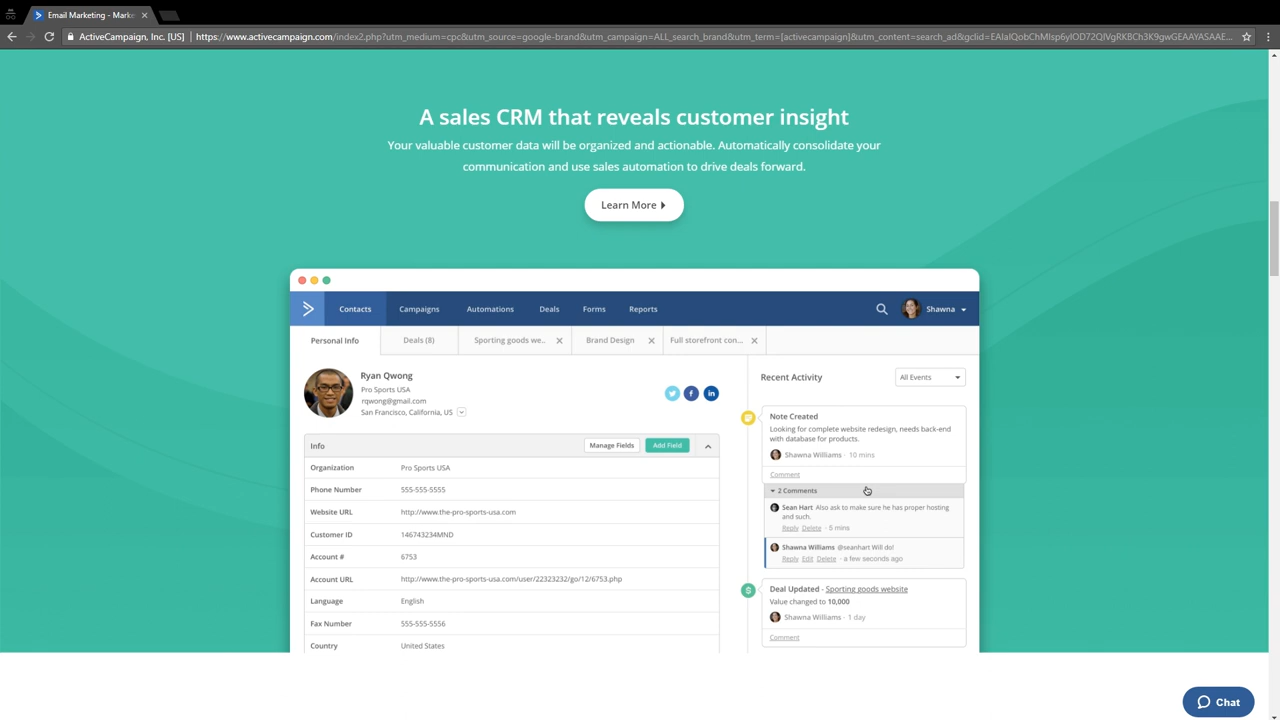 Email Marketing - Marke
ActiveCampaign, Inc. [US]
https://www.activecampaign.com/index2.php?utm_medium=cpc&utm_source=google-brand&utm_campaign=ALL_search_brand&utm_term={activecampaign}&utm_content=search_ad&gclid=
A sales CRM that reveals customer insight
Your valuable customer data will be organized and actionable. Automatically consolidate your
communication and use sales automation to drive deals forward.
Learn More
Contacts
Campaigns
Automations
Deals
Forms
Reports
Shawna
Personal Info
Deals (8)
Sporting goods we..
Brand Design
Full storefront con...
Ryan Qwong
Pro Sports USA
rqwong@gmail.com
San Francisco, California, US
Info
Manage Fields
Add Field
Organization Pro Sports USA
Phone Number 555-555-5555
Website URL http://www.the-pro-sports-usa.com
Customer ID 146743234MND
Account # 6753
Account URL http://www.the-pro-sports-usa.com/user/22323232/go/12/6753.php
Language English
Fax Number 555-555-5556
Country United States
Recent Activity
All Events
Note Created
Looking for complete website redesign, needs back-end
with database for products.
Shawna Williams · 10 mins
Comment
2 Comments
Sean Hart Also ask to make sure he has proper hosting
and such.
Reply Delete · 5 mins
Shawna Williams @seanhart Will do!
Reply Edit Delete · a few seconds ago
Deal Updated - Sporting goods website
Value changed to 10,000
Shawna Williams · 1 day
Comment
Chat